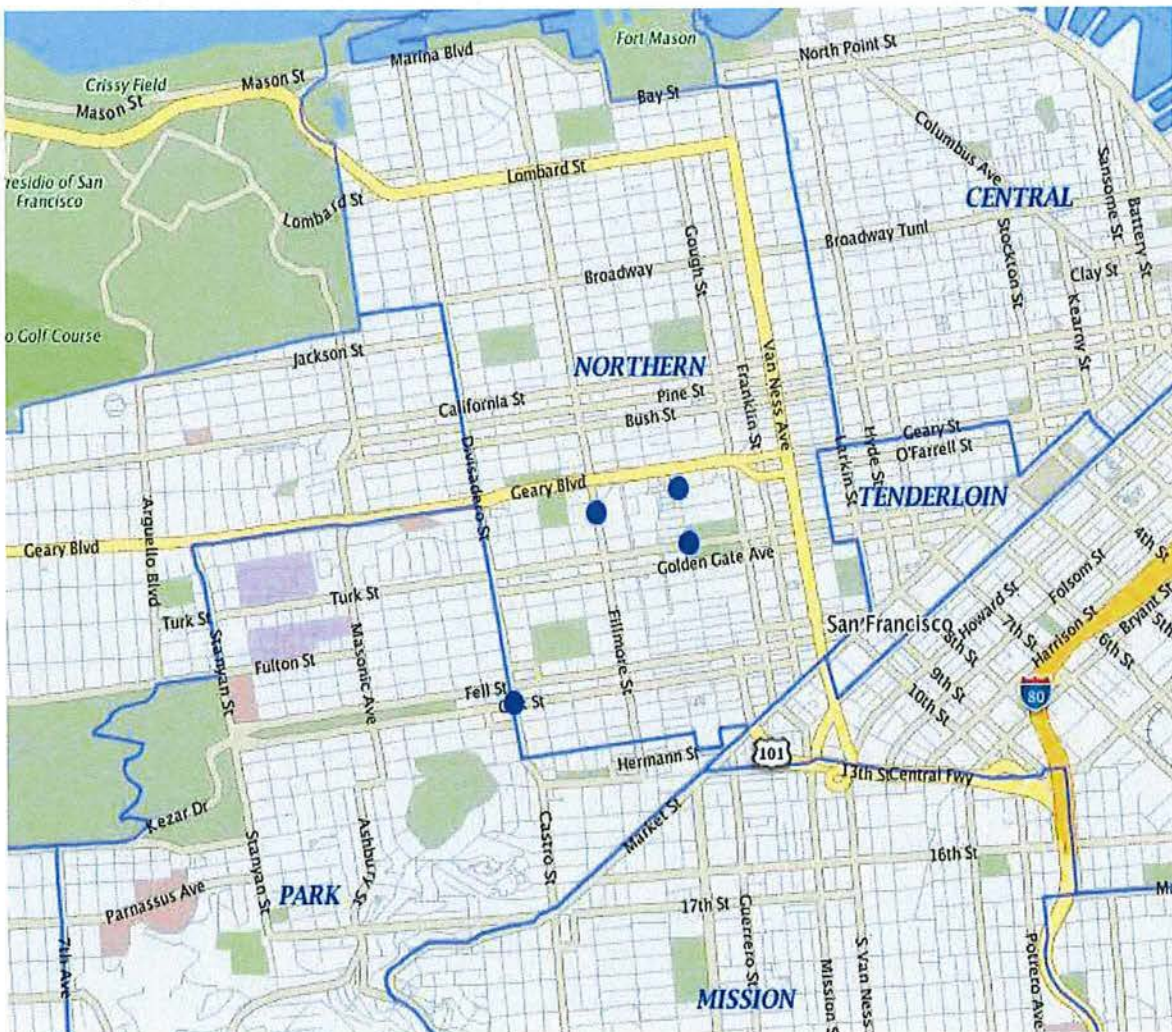 Fort Mason
North Point St
Marina Blvd
Crissy Field
Mason St
Mason St
Bay St
Columbus Ave
Lombard St
Sansome St
residio of San
Francisco
CENTRAL
Lombard St
Battery St
Gough St
Broadway Tunl
Stockton St
Broadway
Clay St
Kearny St
o Golf Course
Jackson St
NORTHERN
Van Ness Ave
Franklin St
California St
Pine St
Bush St
Hyde St
Geary St
O'Farrell St
Larkin St
Divisadero St
Geary Blvd
TENDERLOIN
Arguello Blvd
Geary Blvd
4th St
Folsom St
Golden Gate Ave
Bryant St
5th
Turk St
Turk St
Howard St
Harrison St
7th St
6th St
San Francisco
8th St
Stanyan St
Masonic Ave
Fillmore St
Fulton St
9th St
10th St
Fell St
St
80
Hermann St
101
13th St
Central Fwy
Kezar Dr
Market St
Stanyan St
Ashbury St
Castro St
16th St
PARK
Parnassus Ave
17th St
M
7th Ave
Guerrero St
Mission S
S Van Ness
Potrero Ave
MISSION